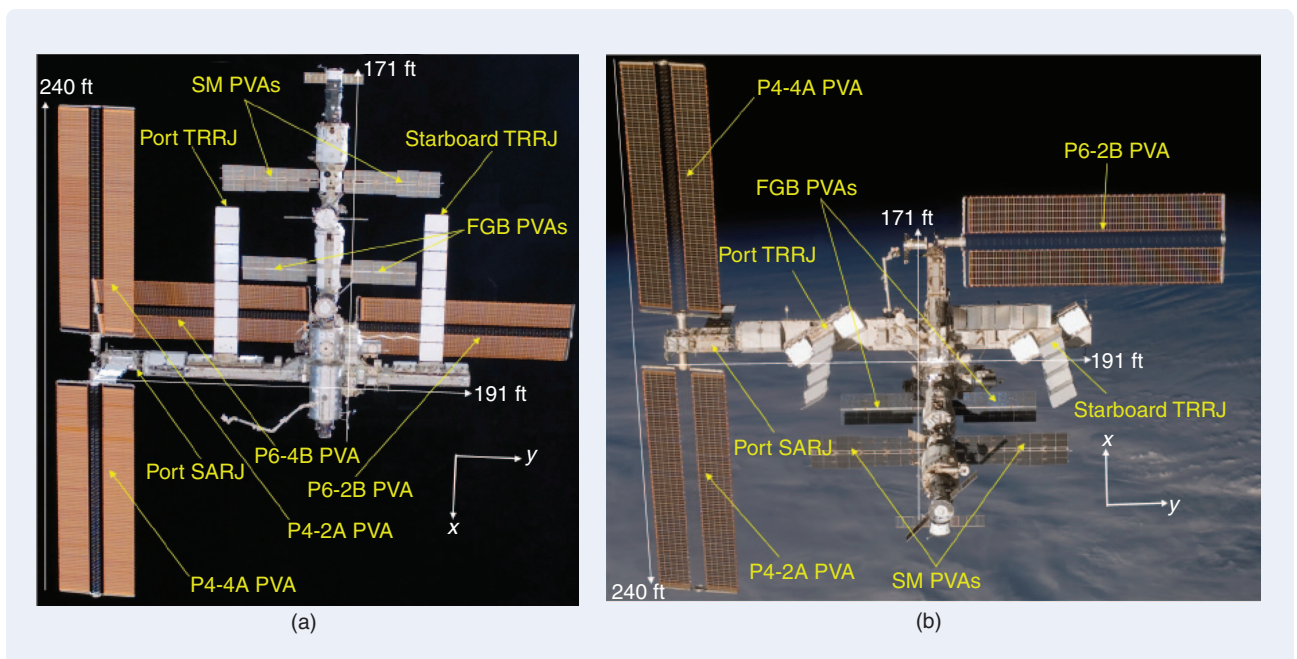 240 ft
171 ft
SM PVAs
Port TRRJ
Starboard TRRJ
FGB PVAs
191 ft
P6-4B PVA
Port SARJ
P6-2B PVA
P4-2A PVA
P4-4A PVA
y
x
(a)
P4-4A PVA
P6-2B PVA
FGB PVAs
171 ft
Port TRRJ
191 ft
Starboard TRRJ
Port SARJ
x
y
P4-2A PVA
SM PVAs
240 ft
(b)